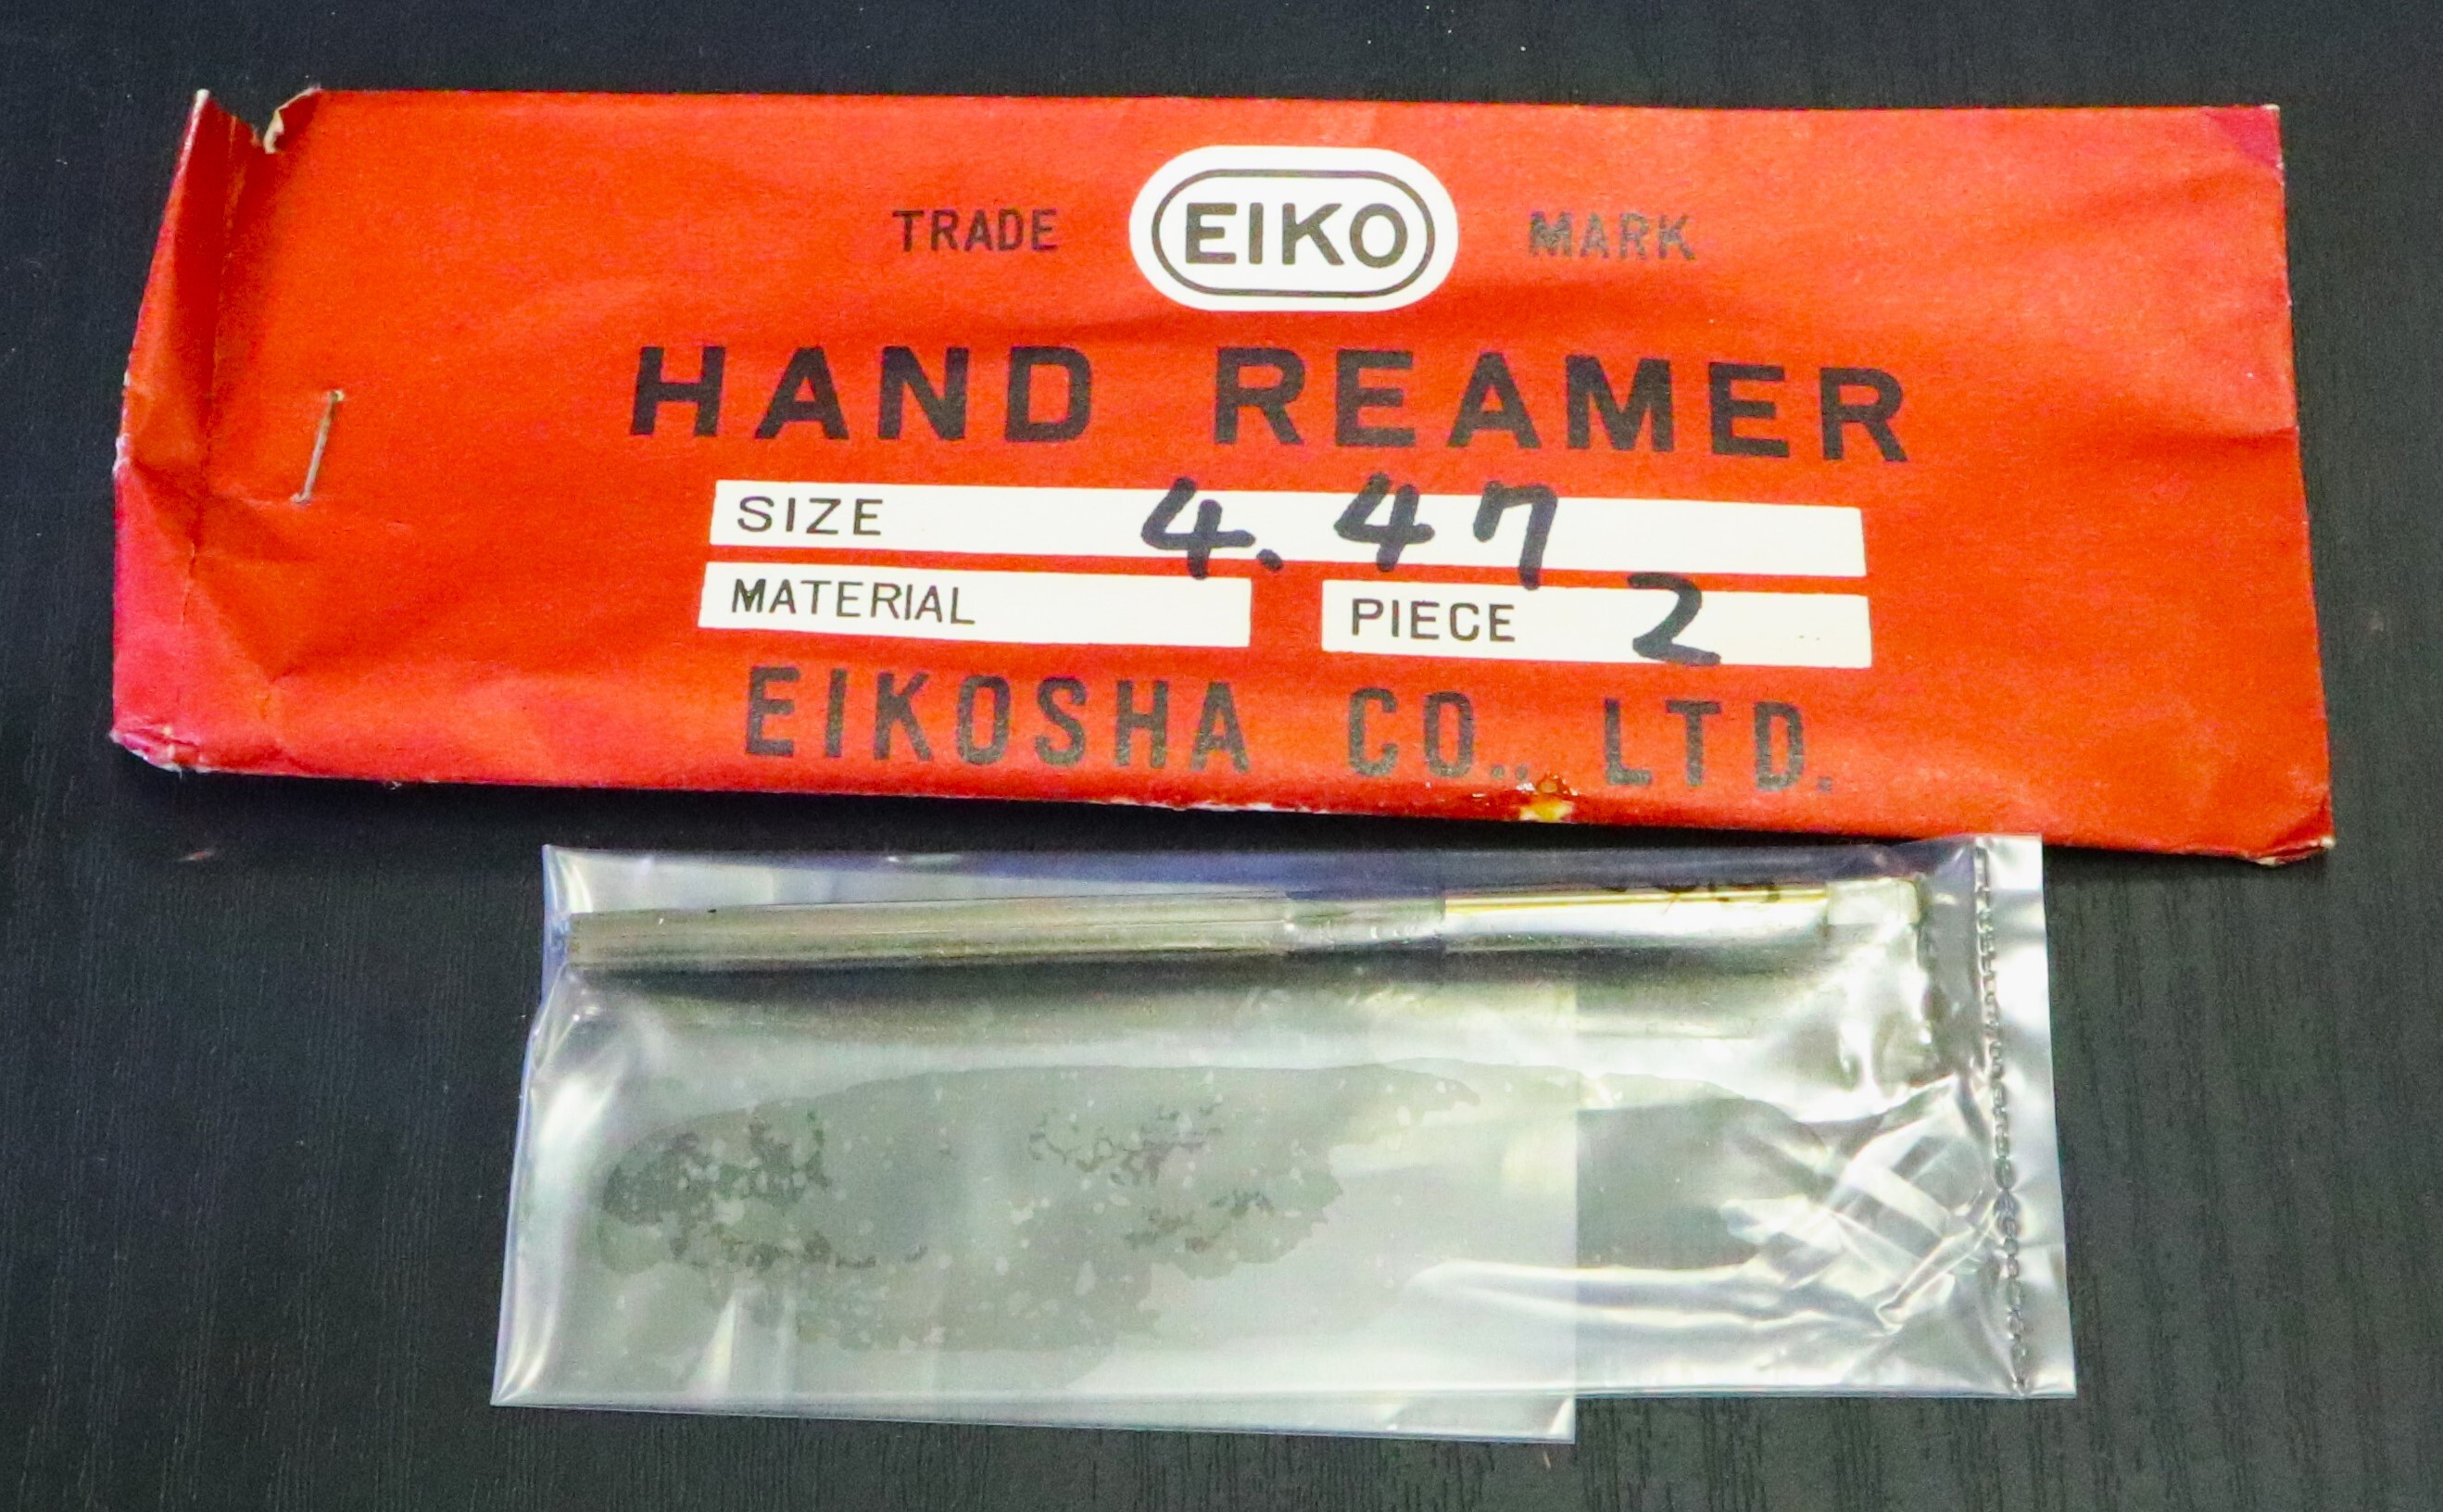 TRADE EIKO MARK
HAND REAMER
SIZE 4.47
MATERIAL PIECE 2
EIKOSHA CO., LTD.